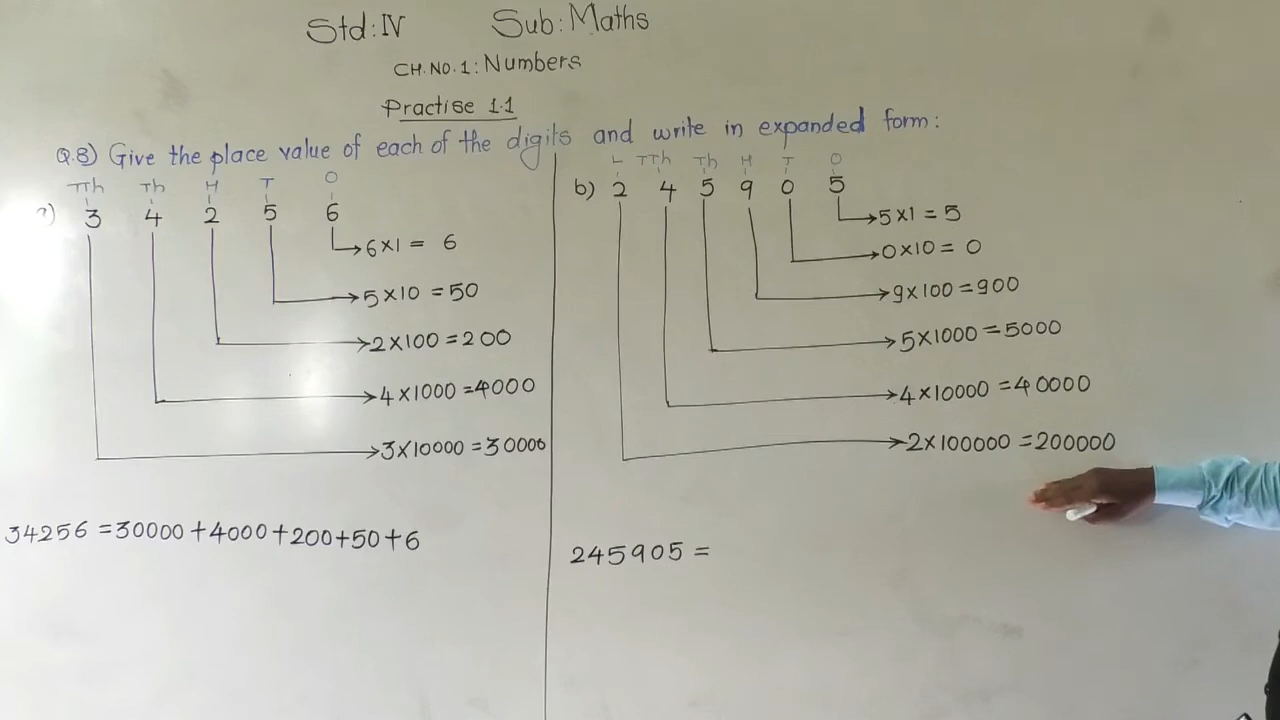 Std: IV Sub: Maths
CH. NO. 1: Numbers
Practise 1.1
Q.8) Give the place value of each of the digits and write in expanded form:
TTh Th H T O
a) 3 4 2 5 6
6×1 = 6
5×10 = 50
2×100 = 200
4×1000 = 4000
3×10000 = 30000
34256 = 30000+4000+200+50+6
L TTh Th H T O
b) 2 4 5 9 0 5
5×1 = 5
0×10 = 0
9×100 = 900
5×1000 = 5000
4×10000 = 40000
2×100000 = 200000
245905 =